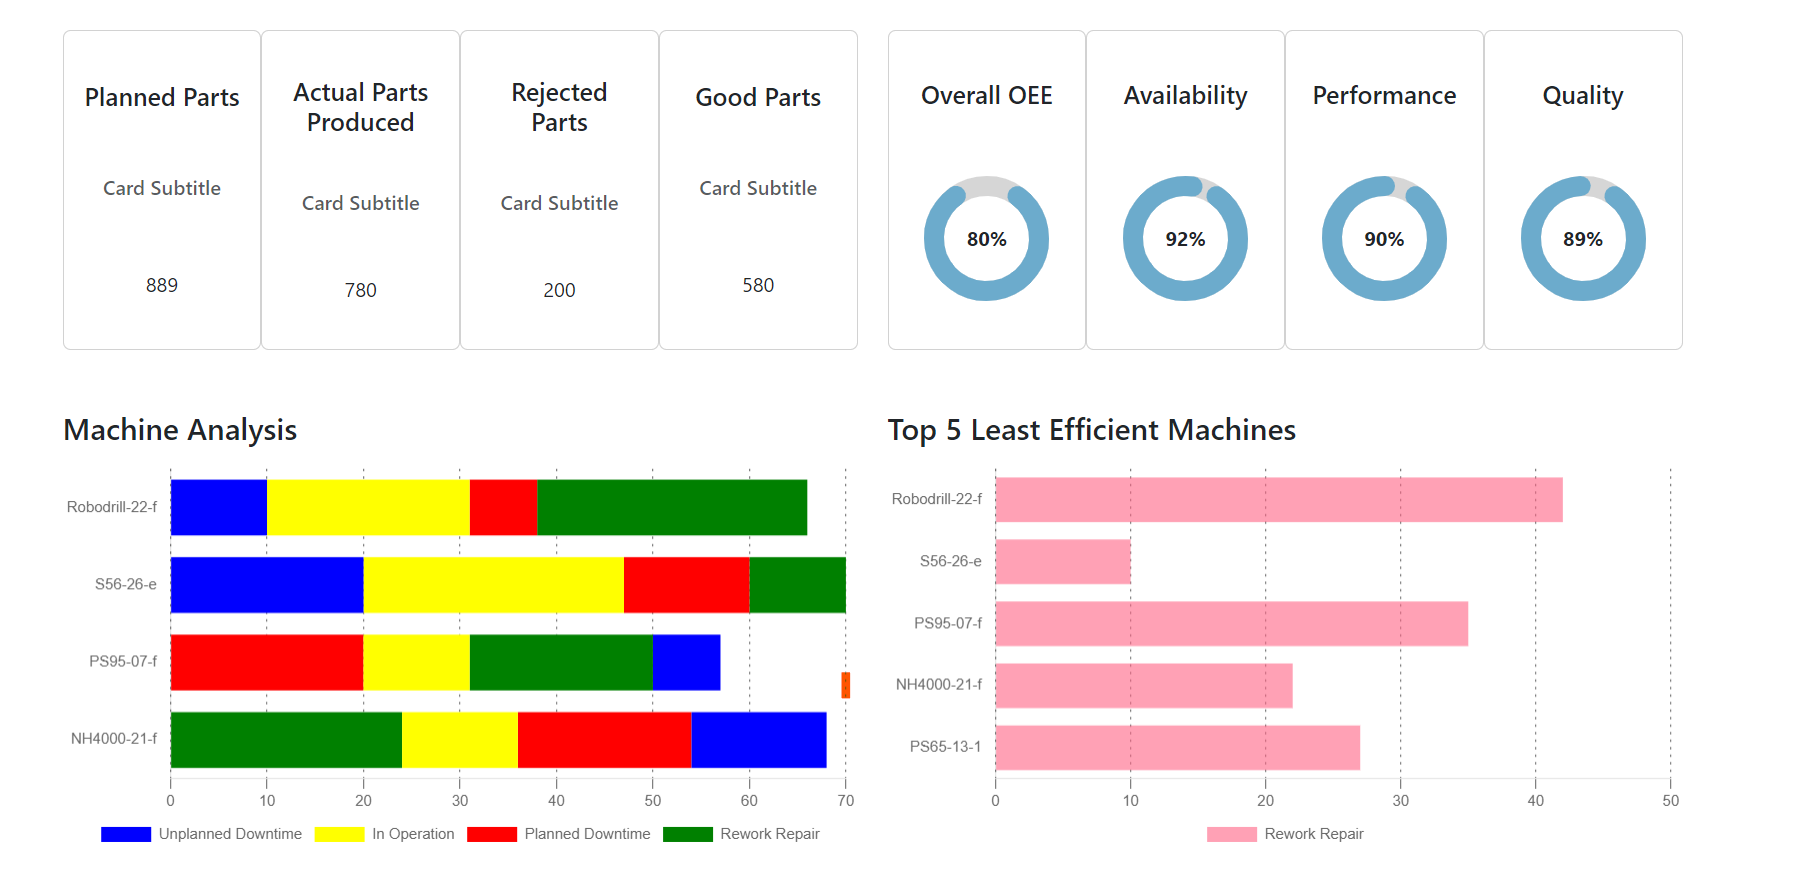 Planned Parts
Card Subtitle
889
Actual Parts
Produced
Card Subtitle
780
Rejected
Parts
Card Subtitle
200
Good Parts
Card Subtitle
580
Overall OEE
80%
Availability
92%
Performance
90%
Quality
89%
Machine Analysis
Robodrill-22-f
S56-26-e
PS95-07-f
NH4000-21-f
0 10 20 30 40 50 60 70
Unplanned Downtime In Operation Planned Downtime Rework Repair
Top 5 Least Efficient Machines
Robodrill-22-f
S56-26-e
PS95-07-f
NH4000-21-f
PS65-13-1
0 10 20 30 40 50
Rework Repair